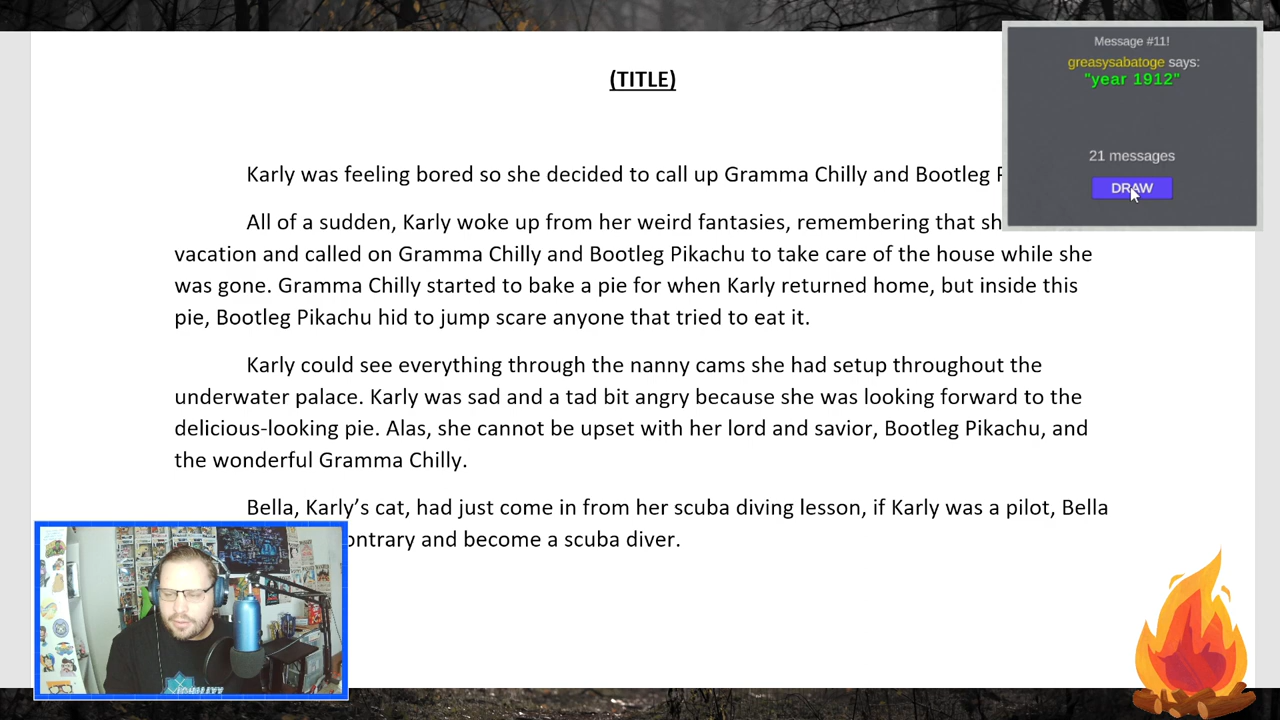 (TITLE)
Message #11!
greasysabatoge says:
"year 1912"
21 messages
DRAW
Karly was feeling bored so she decided to call up Gramma Chilly and Bootleg
All of a sudden, Karly woke up from her weird fantasies, remembering that
vacation and called on Gramma Chilly and Bootleg Pikachu to take care of the house while she
was gone. Gramma Chilly started to bake a pie for when Karly returned home, but inside this
pie, Bootleg Pikachu hid to jump scare anyone that tried to eat it.
Karly could see everything through the nanny cams she had setup throughout the
underwater palace. Karly was sad and a tad bit angry because she was looking forward to the
delicious-looking pie. Alas, she cannot be upset with her lord and savior, Bootleg Pikachu, and
the wonderful Gramma Chilly.
Bella, Karly’s cat, had just come in from her scuba diving lesson, if Karly was a pilot, Bella
and become a scuba diver.